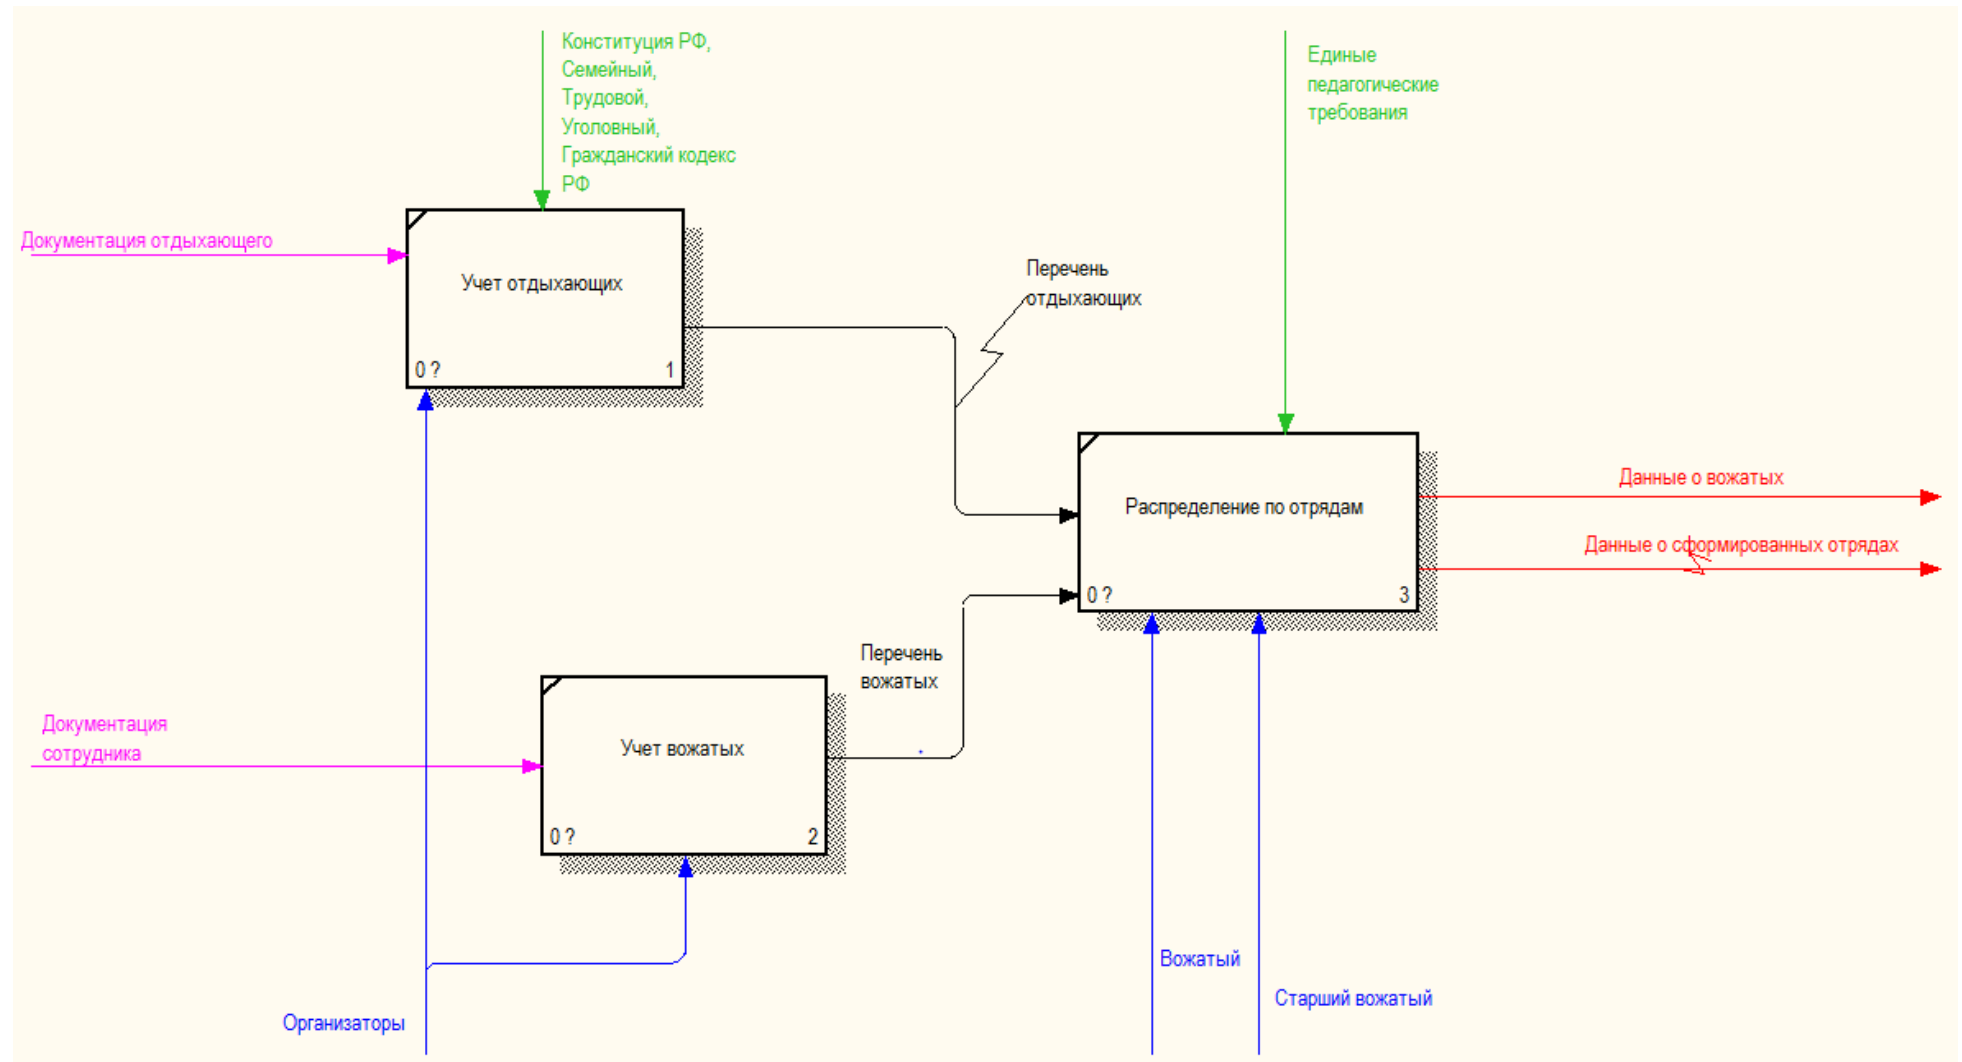 Конституция РФ,
Семейный,
Трудовой,
Уголовный,
Гражданский кодекс
РФ
Единые
педагогические
требования
Документация отдыхающего
Учет отдыхающих
0 ?
1
Перечень
отдыхающих
Распределение по отрядам
0 ?
3
Данные о вожатых
Данные о сформированных отрядах
Перечень
вожатых
Документация
сотрудника
Учет вожатых
0 ?
2
Вожатый
Старший вожатый
Организаторы